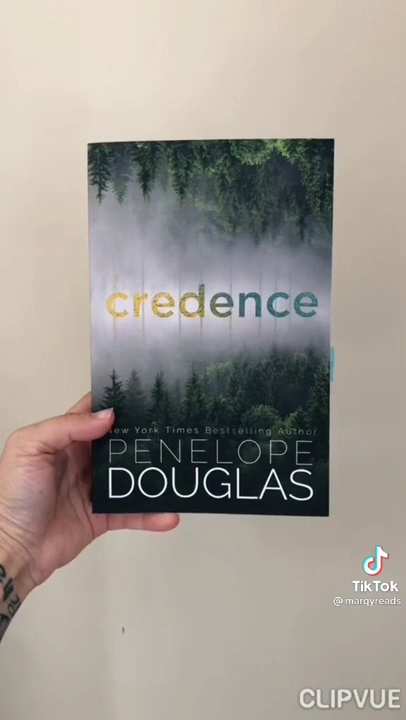 credence
New York Times Bestselling Author
PENELOPE
DOUGLAS
TikTok
@marqyreads
CLIPVUE